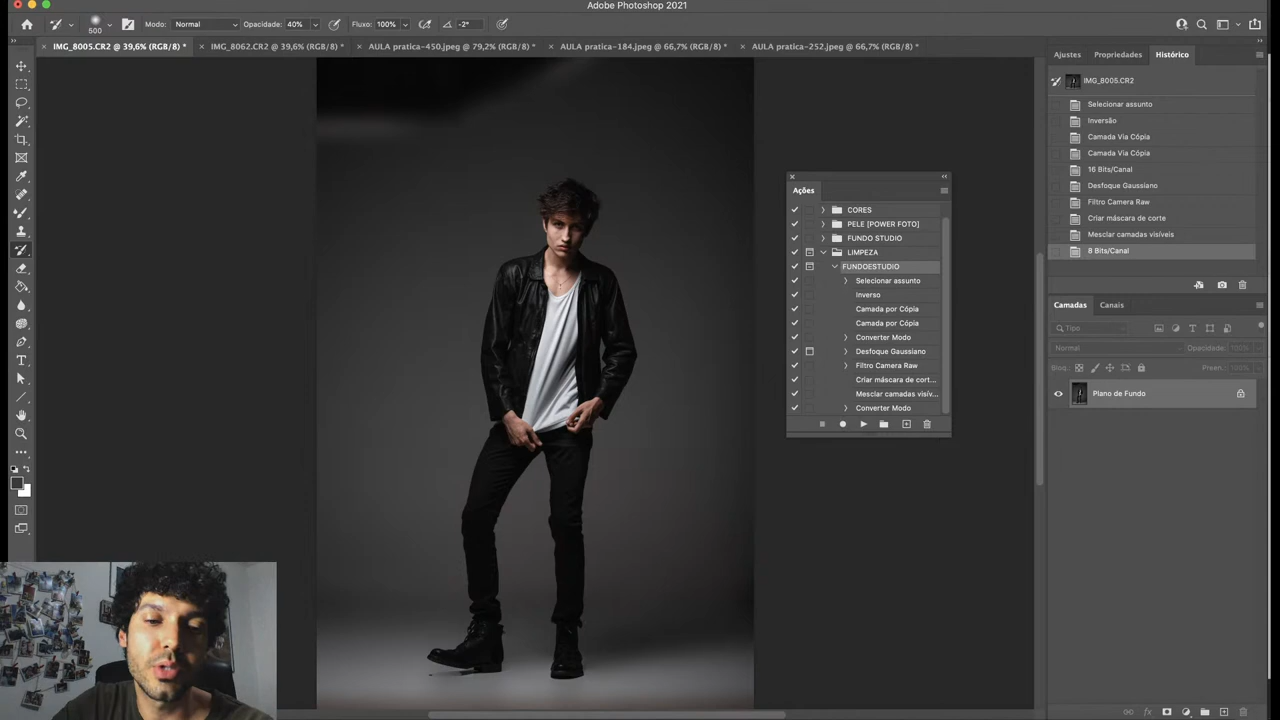 Adobe Photoshop 2021
500
Modo: Normal
Opacidade: 40%
Fluxo: 100%
-2°
IMG_8005.CR2 @ 39,6% (RGB/8) *
IMG_8062.CR2 @ 39,6% (RGB/8) *
AULA pratica-450.jpeg @ 79,2% (RGB/8) *
AULA pratica-184.jpeg @ 66,7% (RGB/8) *
AULA pratica-252.jpeg @ 66,7% (RGB/8) *
Ações
CORES
PELE [POWER FOTO]
FUNDO STUDIO
LIMPEZA
FUNDOESTUDIO
Selecionar assunto
Inverso
Camada por Cópia
Camada por Cópia
Converter Modo
Desfoque Gaussiano
Filtro Camera Raw
Criar máscara de cort...
Mesclar camadas visív...
Converter Modo
Ajustes
Propriedades
Histórico
IMG_8005.CR2
Selecionar assunto
Inversão
Camada Via Cópia
Camada Via Cópia
16 Bits/Canal
Desfoque Gaussiano
Filtro Camera Raw
Criar máscara de corte
Mesclar camadas visíveis
8 Bits/Canal
Camadas
Canais
Tipo
Normal
Opacidade: 100%
Bloq.:
Preen.: 100%
Plano de Fundo
fx